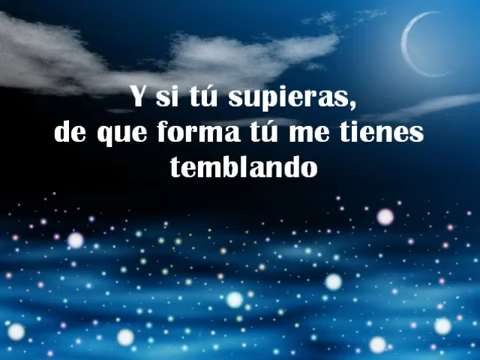 Y si tú supieras,
de que forma tú me tienes
temblando